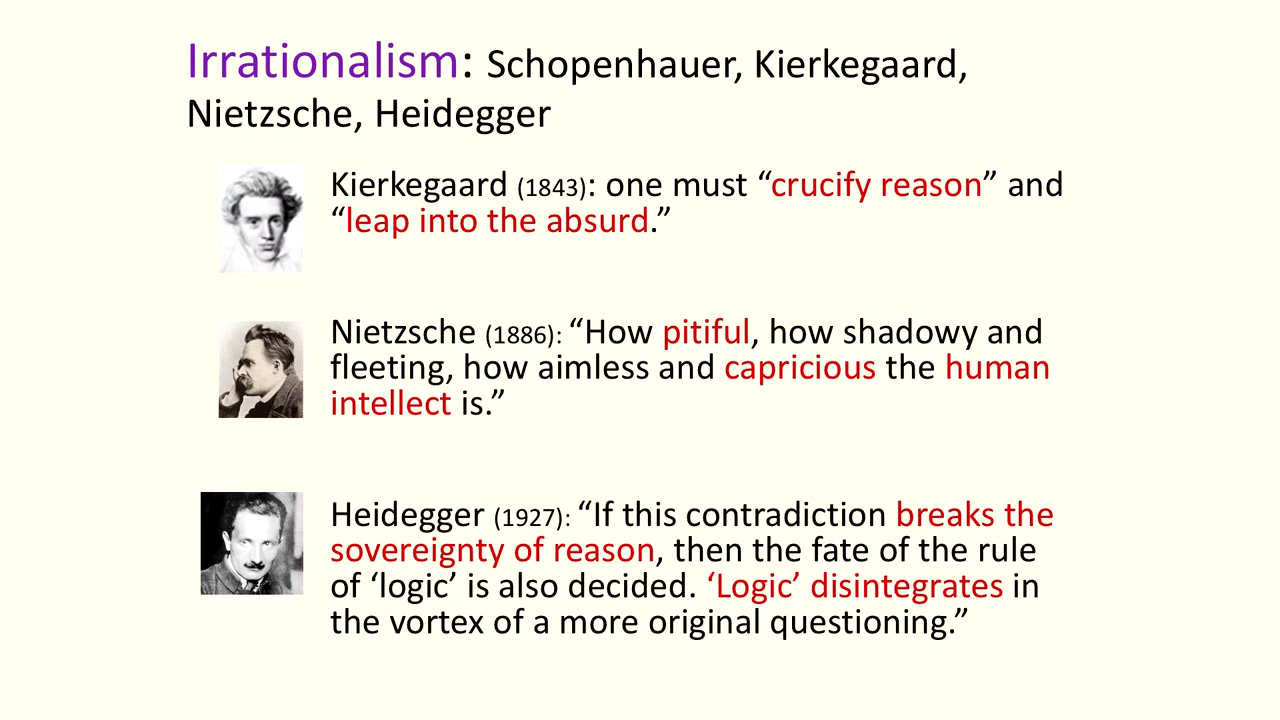 Irrationalism: Schopenhauer, Kierkegaard,
Nietzsche, Heidegger
Kierkegaard (1843): one must “crucify reason” and
“leap into the absurd.”
Nietzsche (1886): “How pitiful, how shadowy and
fleeting, how aimless and capricious the human
intellect is.”
Heidegger (1927): “If this contradiction breaks the
sovereignty of reason, then the fate of the rule
of ‘logic’ is also decided. ‘Logic’ disintegrates in
the vortex of a more original questioning.”